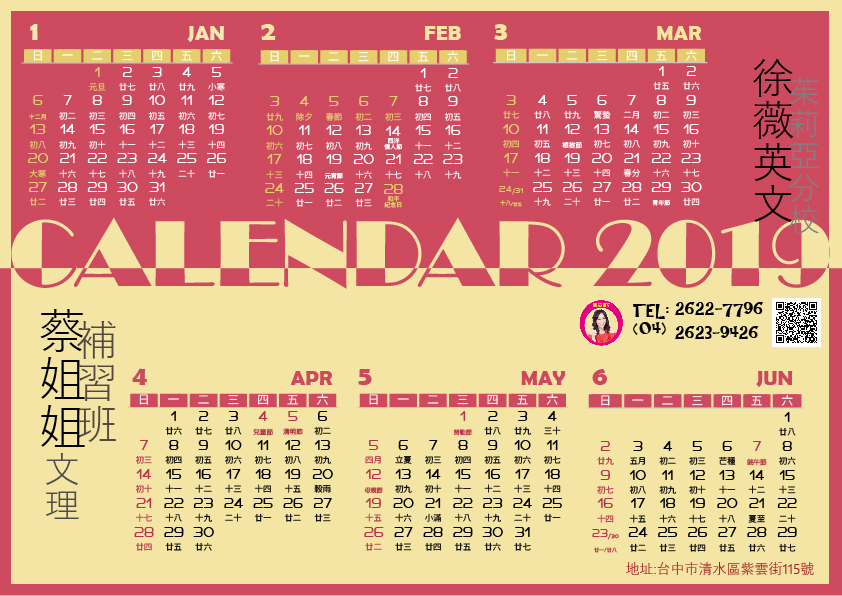 1 JAN
日 一 二 三 四 五 六
1 2 3 4 5
元旦 廿七 廿八 廿九 小寒
6 7 8 9 10 11 12
十二月 初二 初三 初四 初五 初六 初七
13 14 15 16 17 18 19
初八 初九 初十 十一 十二 十三 十四
20 21 22 23 24 25 26
大寒 十六 十七 十八 十九 二十 廿一
27 28 29 30 31
廿二 廿三 廿四 廿五 廿六
2 FEB
日 一 二 三 四 五 六
1 2
廿七 廿八
3 4 5 6 7 8 9
廿九 除夕 春節 初二 初三 初四 初五
10 11 12 13 14 15 16
初六 初七 初八 初九 西洋情人節 十一 十二
17 18 19 20 21 22 23
十三 十四 元宵節 十六 十七 十八 十九
24 25 26 27 28
二十 廿一 廿二 廿三 和平紀念日
3 MAR
日 一 二 三 四 五 六
1 2
廿五 廿六
3 4 5 6 7 8 9
廿七 廿八 廿九 驚蟄 二月 初二 初三
10 11 12 13 14 15 16
初四 初五 植樹節 初七 初八 初九 初十
17 18 19 20 21 22 23
十一 十二 十三 十四 春分 十六 十七
24/31 25 26 27 28 29 30
十八/廿五 十九 二十 廿一 廿二 青年節 廿四
徐薇英文
茱莉亞分校
CALENDAR 2019
TEL: 2622-7796
(04) 2623-9426
蔡姐姐文理
補習班
4 APR
日 一 二 三 四 五 六
1 2 3 4 5 6
廿六 廿七 廿八 兒童節 清明節 初二
7 8 9 10 11 12 13
初三 初四 初五 初六 初七 初八 初九
14 15 16 17 18 19 20
初十 十一 十二 十三 十四 十五 穀雨
21 22 23 24 25 26 27
十七 十八 十九 二十 廿一 廿二 廿三
28 29 30
廿四 廿五 廿六
5 MAY
日 一 二 三 四 五 六
1 2 3 4
勞動節 廿八 廿九 三十
5 6 7 8 9 10 11
四月 立夏 初三 初四 初五 初六 初七
12 13 14 15 16 17 18
母親節 初九 初十 十一 十二 十三 十四
19 20 21 22 23 24 25
十五 十六 小滿 十八 十九 二十 廿一
26 27 28 29 30 31
廿二 廿三 廿四 廿五 廿六 廿七
6 JUN
日 一 二 三 四 五 六
1
廿八
2 3 4 5 6 7 8
廿九 五月 初二 初三 芒種 端午節 初六
9 10 11 12 13 14 15
初七 初八 初九 初十 十一 十二 十三
16 17 18 19 20 21 22
十四 十五 十六 十七 十八 夏至 二十
23/30 24 25 26 27 28 29
廿一/廿八 廿二 廿三 廿四 廿五 廿六 廿七
地址:台中市清水區紫雲街115號